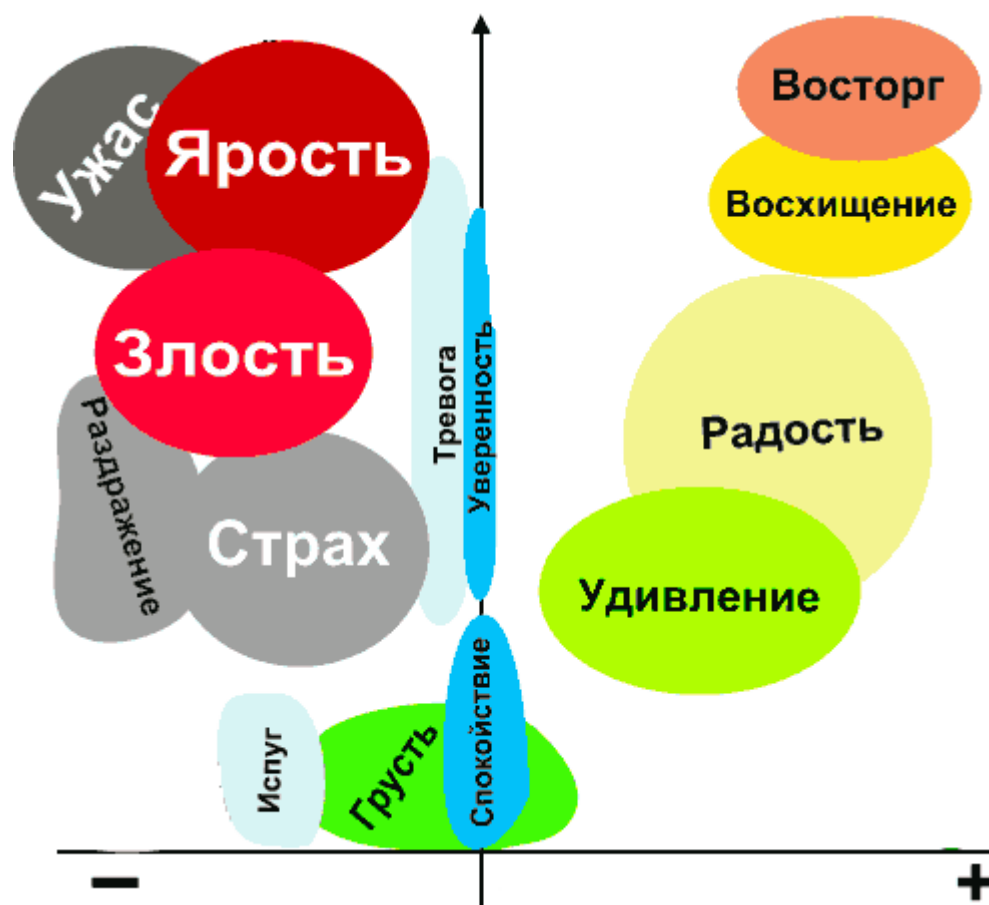 Ужас
Ярость
Восторг
Восхищение
Злость
Раздражение
Страх
Тревога
Уверенность
Радость
Удивление
Испуг
Грусть
Спокойствие
− +